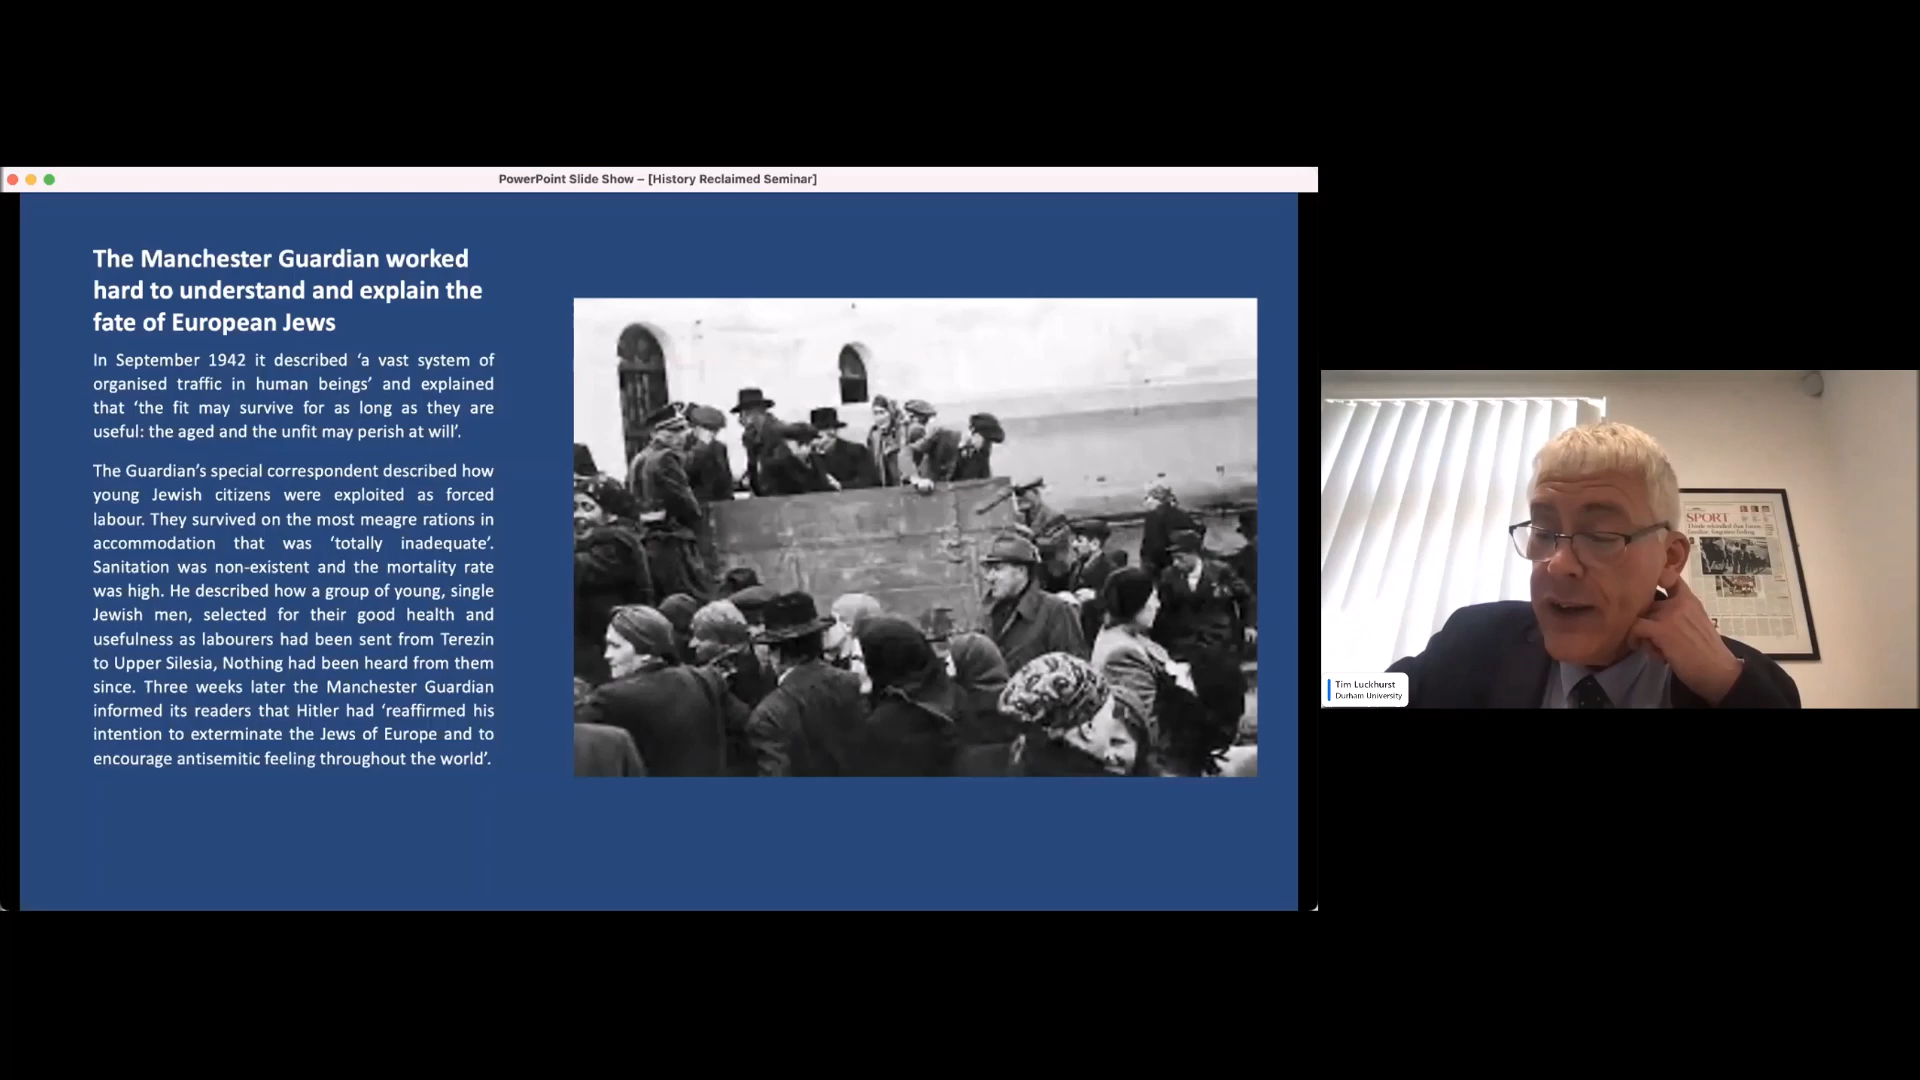 PowerPoint Slide Show – [History Reclaimed Seminar]
The Manchester Guardian worked
hard to understand and explain the
fate of European Jews
In September 1942 it described ‘a vast system of
organised traffic in human beings’ and explained
that ‘the fit may survive for as long as they are
useful: the aged and the unfit may perish at will’.
The Guardian’s special correspondent described how
young Jewish citizens were exploited as forced
labour. They survived on the most meagre rations in
accommodation that was ‘totally inadequate’.
Sanitation was non-existent and the mortality rate
was high. He described how a group of young, single
Jewish men, selected for their good health and
usefulness as labourers had been sent from Terezin
to Upper Silesia, Nothing had been heard from them
since. Three weeks later the Manchester Guardian
informed its readers that Hitler had ‘reaffirmed his
intention to exterminate the Jews of Europe and to
encourage antisemitic feeling throughout the world’.
SPORT
Tim Luckhurst
Durham University